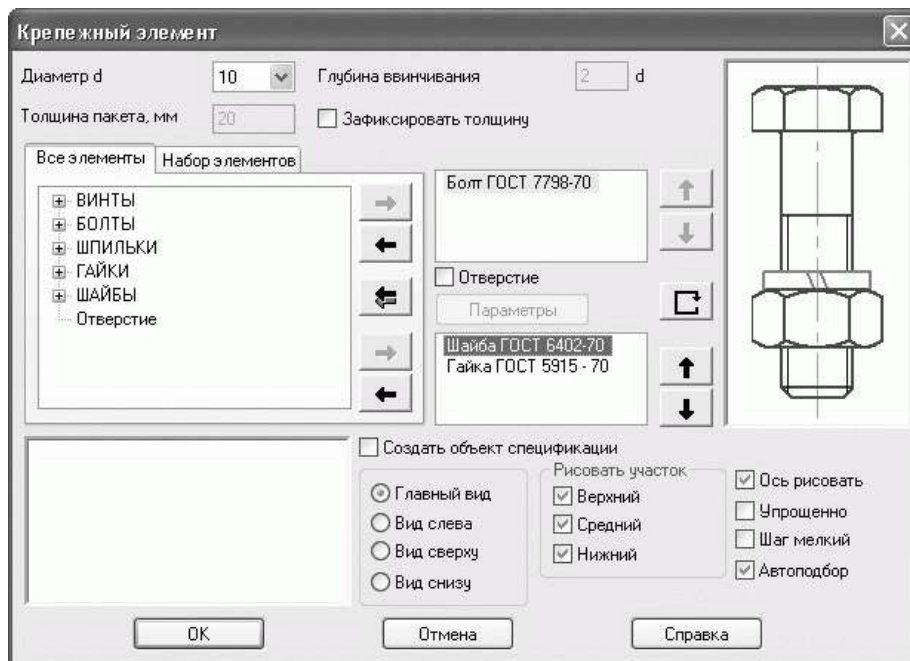 Крепежный элемент
Диаметр d 10 Глубина ввинчивания 2 d
Толщина пакета, мм 20 Зафиксировать толщину
Все элементы Набор элементов
ВИНТЫ
БОЛТЫ
ШПИЛЬКИ
ГАЙКИ
ШАЙБЫ
Отверстие
Болт ГОСТ 7798-70
Отверстие
Параметры
Шайба ГОСТ 6402-70
Гайка ГОСТ 5915 - 70
Создать объект спецификации
Главный вид
Вид слева
Вид сверху
Вид снизу
Рисовать участок
Верхний
Средний
Нижний
Ось рисовать
Упрощенно
Шаг мелкий
Автоподбор
OK Отмена Справка